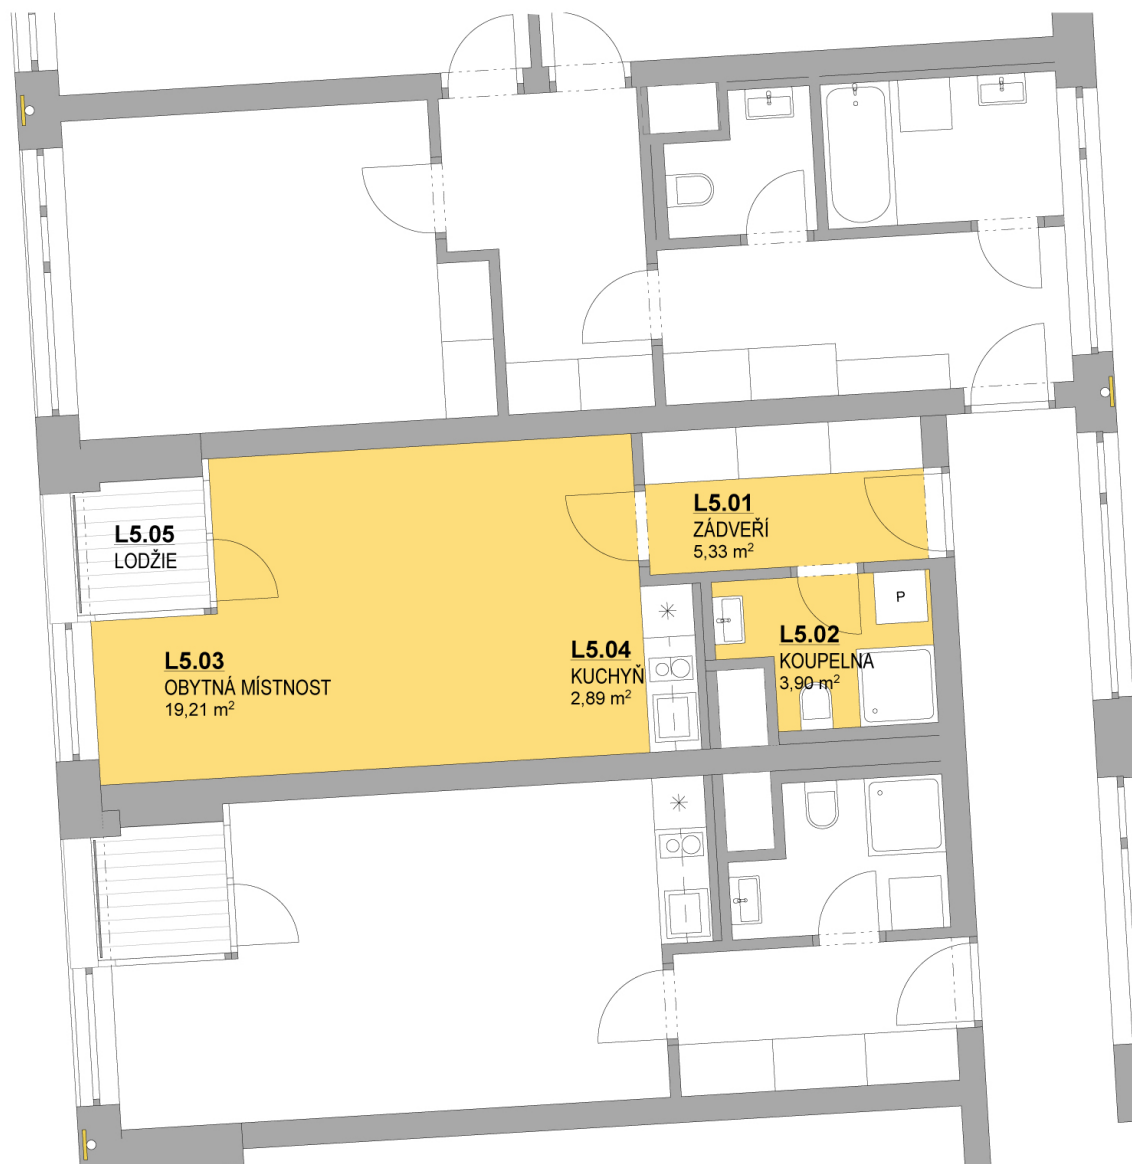 L5.01
ZÁDVEŘÍ
5,33 m²
L5.05
LODŽIE
P
L5.02
KOUPELNA
3,90 m²
L5.03
OBYTNÁ MÍSTNOST
19,21 m²
L5.04
KUCHYŇ
2,89 m²